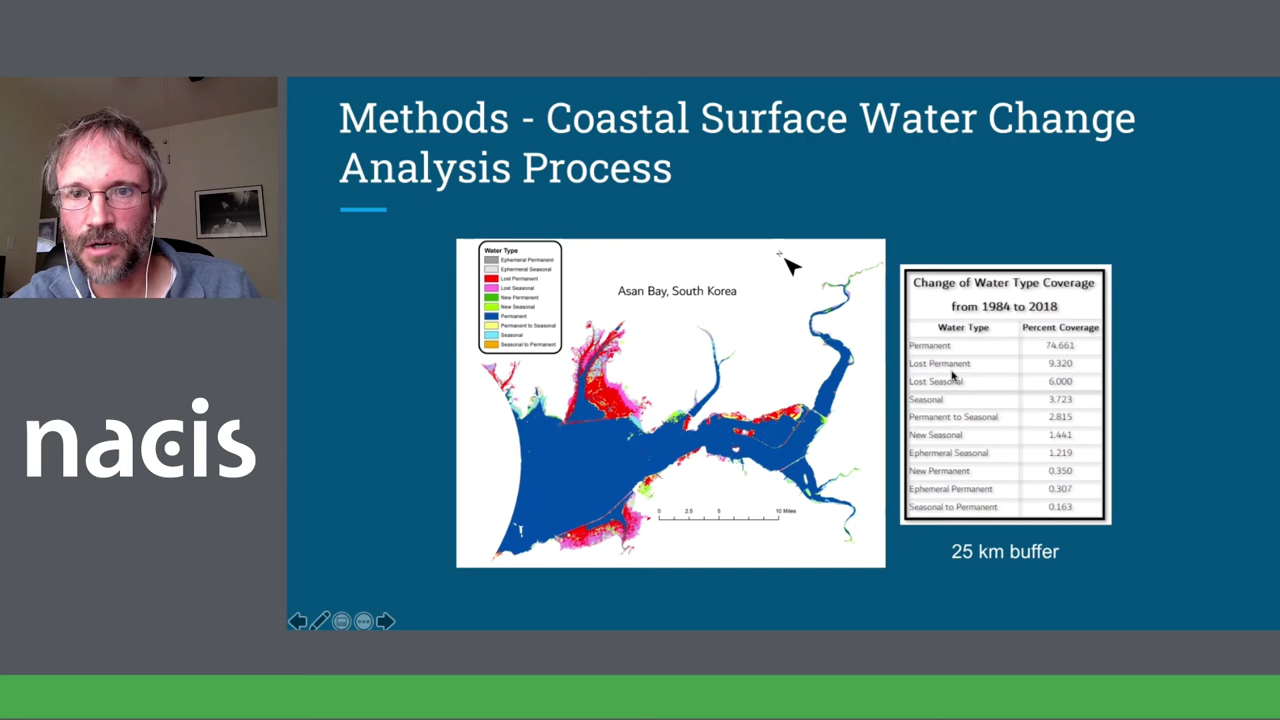 Methods - Coastal Surface Water Change
Analysis Process
Water Type
Ephemeral Permanent
Ephermeral Seasonal
Lost Permanent
Lost Seasonal
New Permanent
New Seasonal
Permanent
Permanent to Seasonal
Seasonal
Seasonal to Permanent
Asan Bay, South Korea
N
0 2.5 5 10 Miles
Change of Water Type Coverage
from 1984 to 2018
Water Type Percent Coverage
Permanent 74.661
Lost Permanent 9.320
Lost Seasonal 6.000
Seasonal 3.723
Permanent to Seasonal 2.815
New Seasonal 1.441
Ephermeral Seasonal 1.219
New Permanent 0.350
Ephemeral Permanent 0.307
Seasonal to Permanent 0.163
25 km buffer
nacis